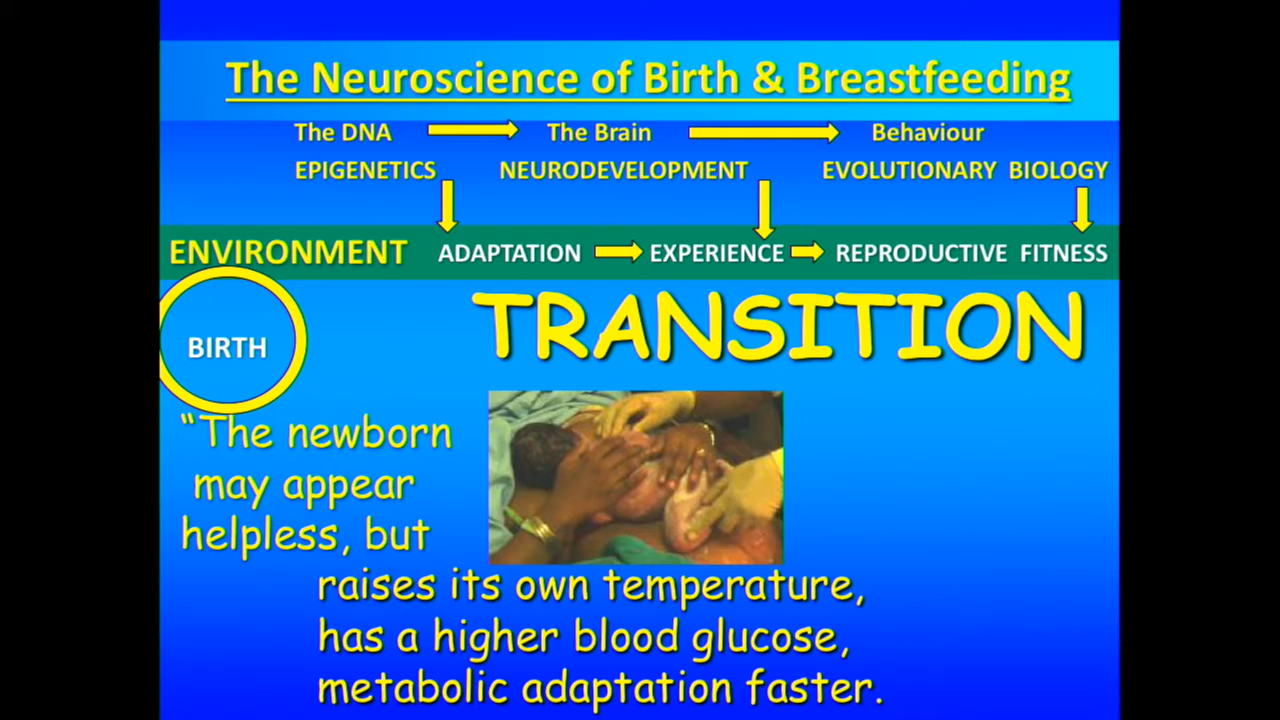 The Neuroscience of Birth & Breastfeeding
The DNA The Brain Behaviour
EPIGENETICS NEURODEVELOPMENT EVOLUTIONARY BIOLOGY
ENVIRONMENT ADAPTATION EXPERIENCE REPRODUCTIVE FITNESS
TRANSITION
BIRTH
“The newborn
may appear
helpless, but
raises its own temperature,
has a higher blood glucose,
metabolic adaptation faster.